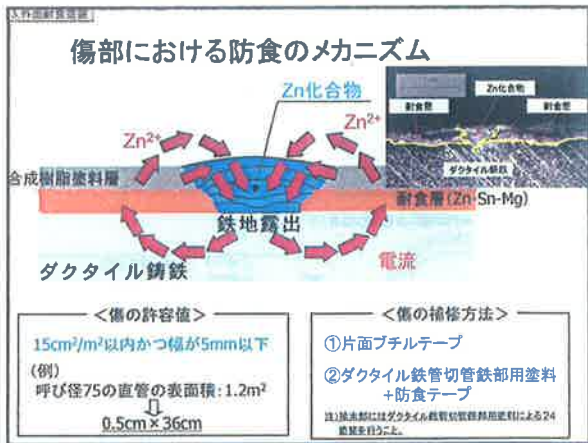 傷部における防食のメカニズム
Zn化合物
Zn²⁺
Zn²⁺
耐食層
Zn化合物
耐食層
ダクタイル鋳鉄
合成樹脂塗料層
耐食層(Zn-Sn-Mg)
鉄地露出
ダクタイル鋳鉄
電流
＜傷の許容値＞
15cm²/m²以内かつ幅が5mm以下
(例)
呼び径75の直管の表面積：1.2m²
0.5cm×36cm
＜傷の補修方法＞
①片面ブチルテープ
②ダクタイル鉄管切管鉄部用塗料
+防食テープ